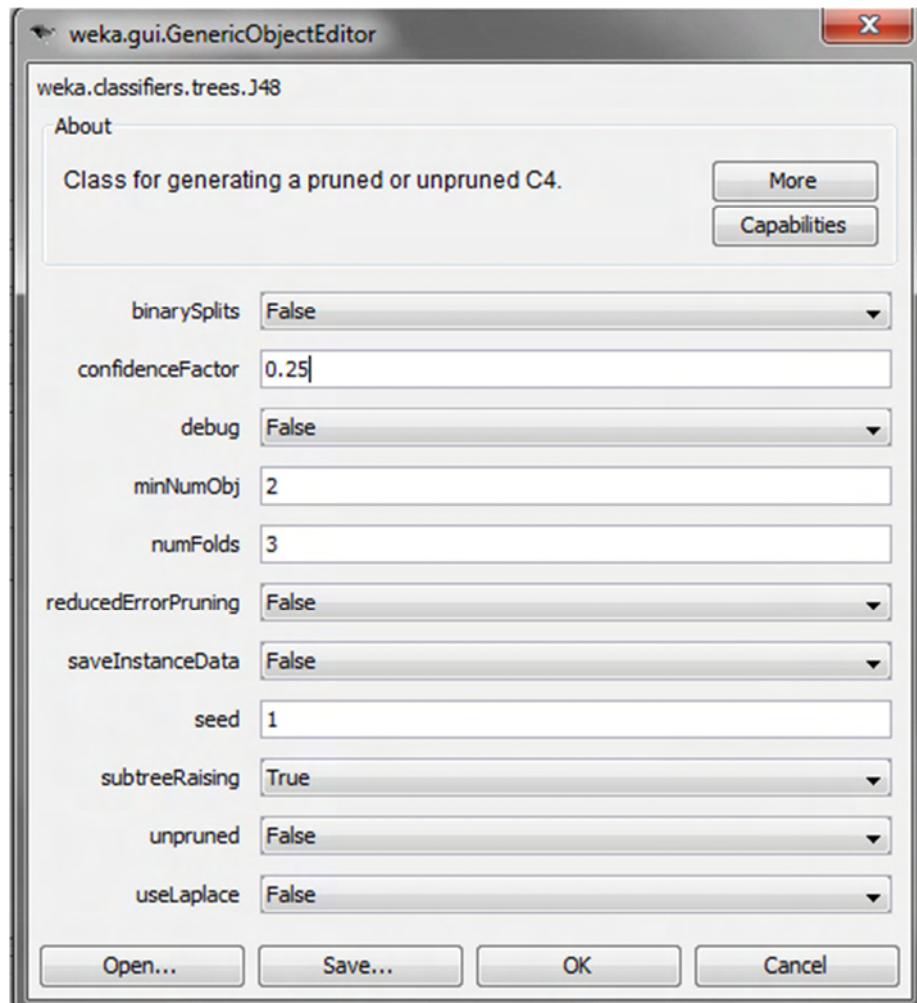 weka.gui.GenericObjectEditor
weka.classifiers.trees.J48
About
Class for generating a pruned or unpruned C4.
More
Capabilities
binarySplits False
confidenceFactor 0.25
debug False
minNumObj 2
numFolds 3
reducedErrorPruning False
saveInstanceData False
seed 1
subtreeRaising True
unpruned False
useLaplace False
Open... Save... OK Cancel